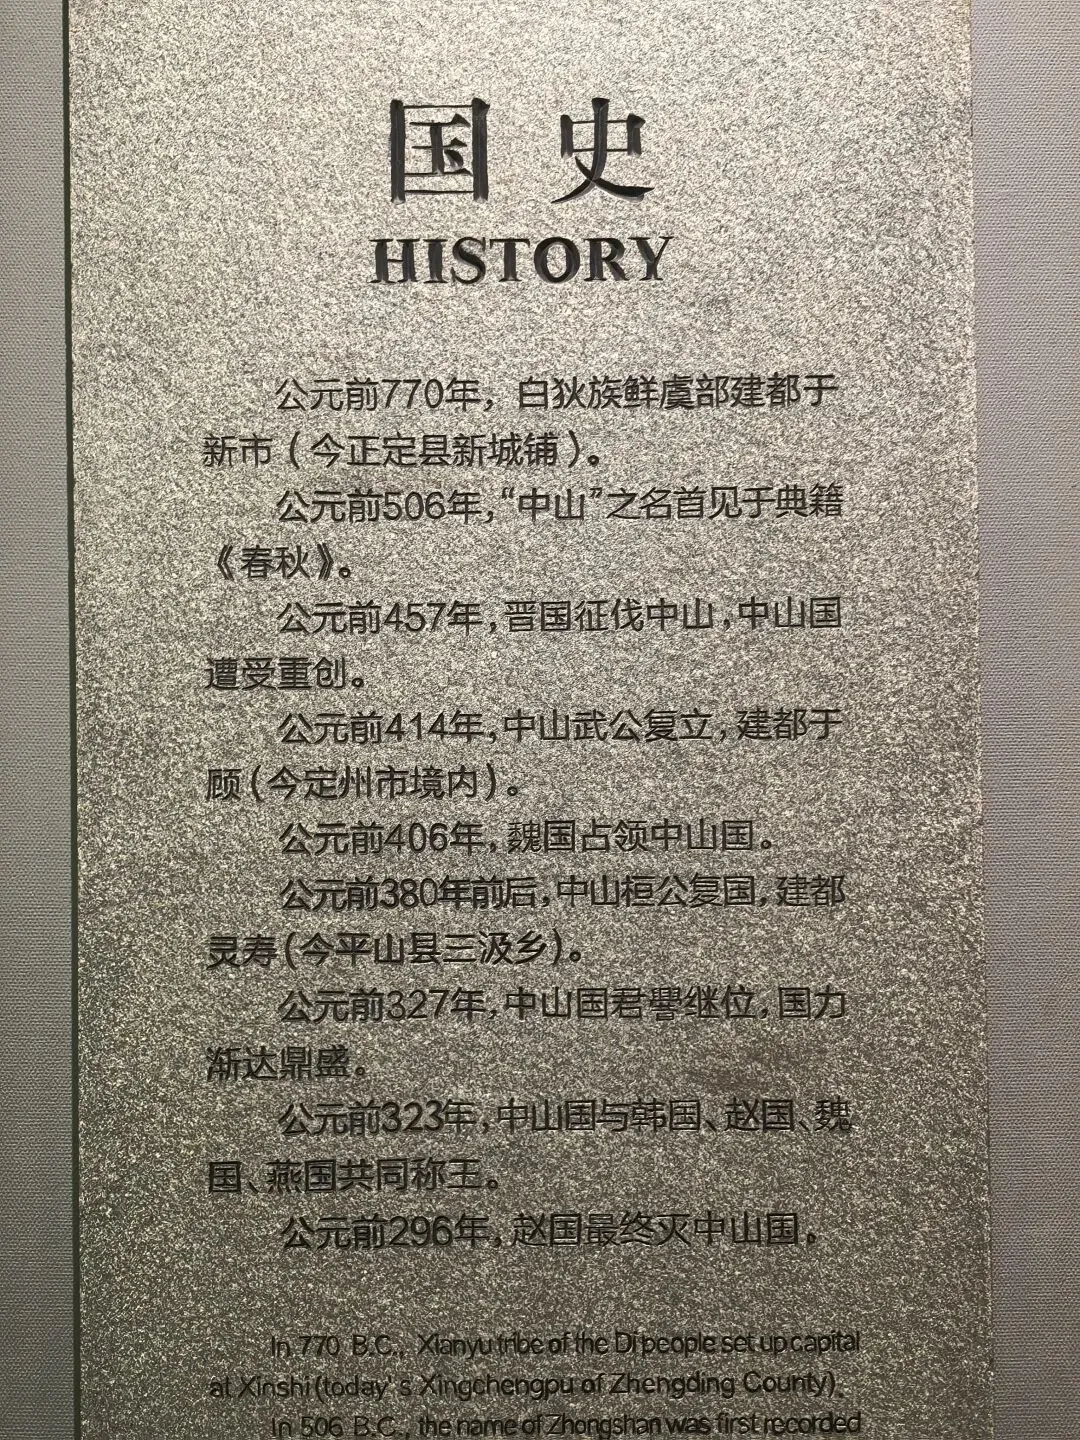 国史
HISTORY
公元前770年，白狄族鲜虞部建都于
新市（今正定县新城铺）。
公元前506年，“中山”之名首见于典籍
《春秋》。
公元前457年，晋国征伐中山，中山国
遭受重创。
公元前414年，中山武公复立，建都于
顾（今定州市境内）。
公元前406年，魏国占领中山国。
公元前380年前后，中山桓公复国，建都
灵寿（今平山县三汲乡）。
公元前327年，中山国君𰵞继位，国力
渐达鼎盛。
公元前323年，中山国与韩国、赵国、魏
国、燕国共同称王。
公元前296年，赵国最终灭中山国。
In 770 B.C., Xianyu tribe of the Di people set up capital
at Xinshi (today's Xingchengpu of Zhengding County).
In 506 B.C., the name of Zhongshan was first recorded